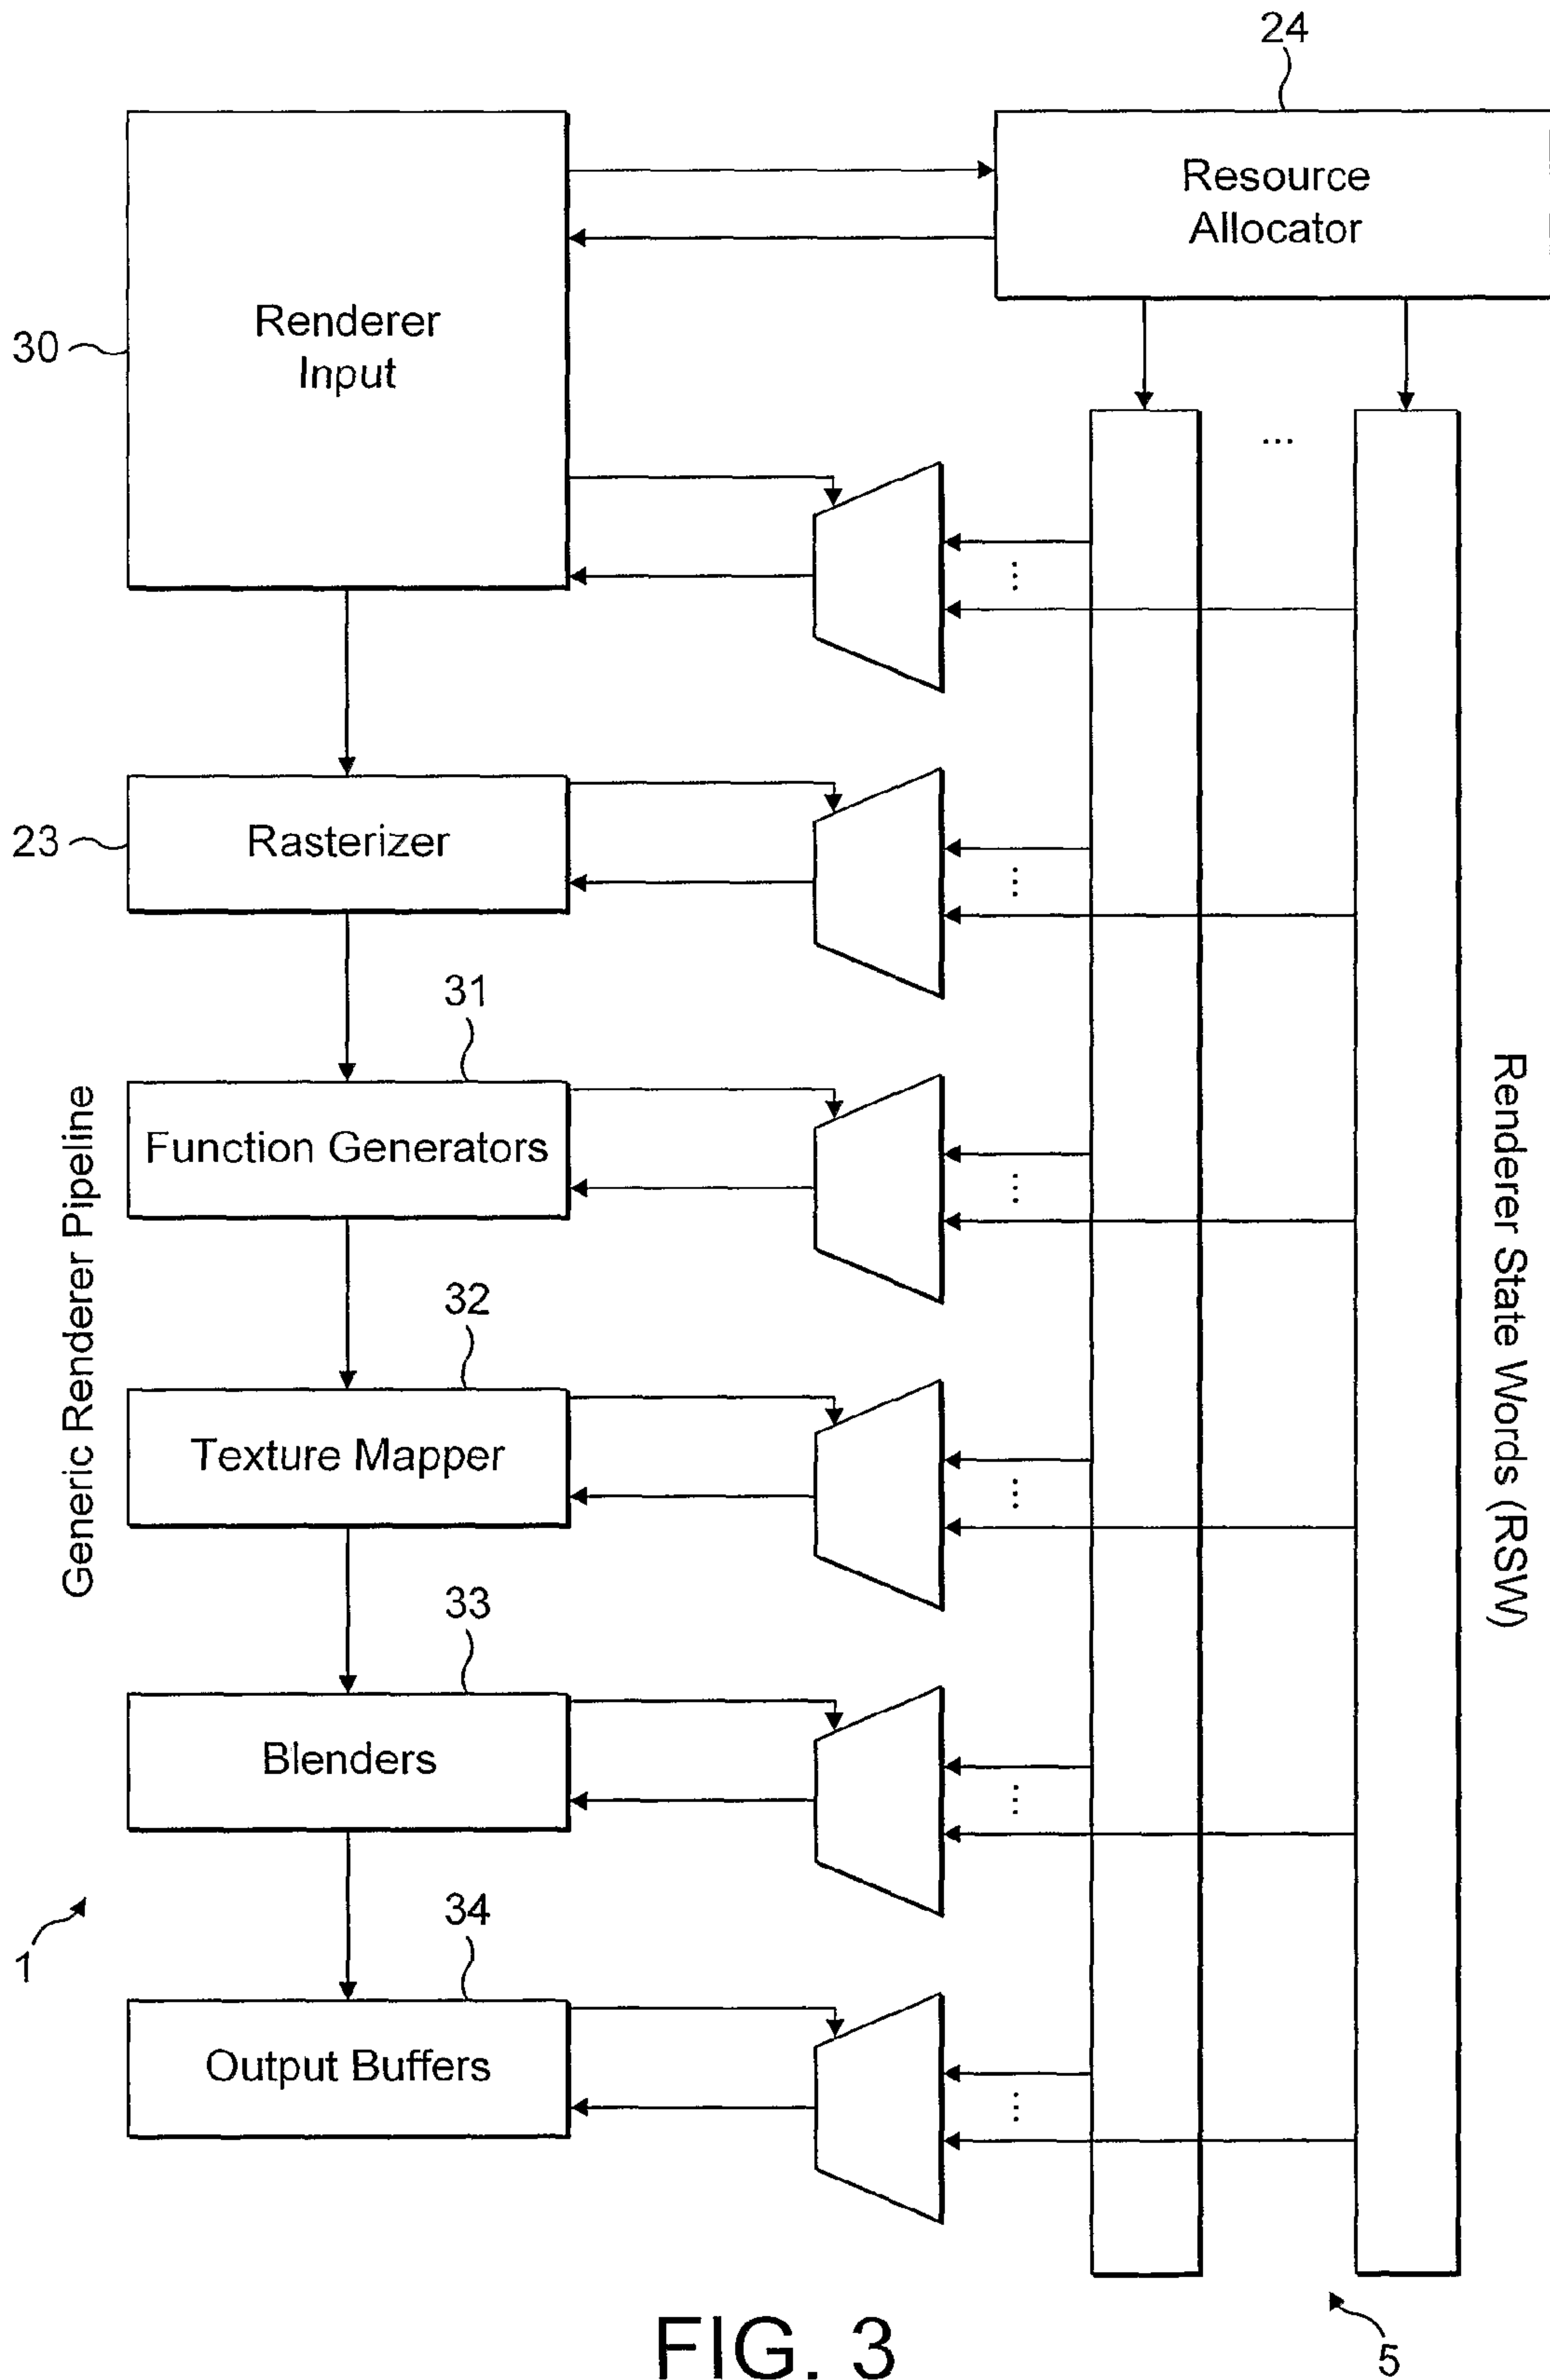 24
Resource
Allocator
Renderer
Input
30
...
...
23
Rasterizer
...
31
Generic Renderer Pipeline
Function Generators
...
Renderer State Words (RSW)
32
Texture Mapper
...
33
Blenders
...
1
34
Output Buffers
...
5
FIG. 3